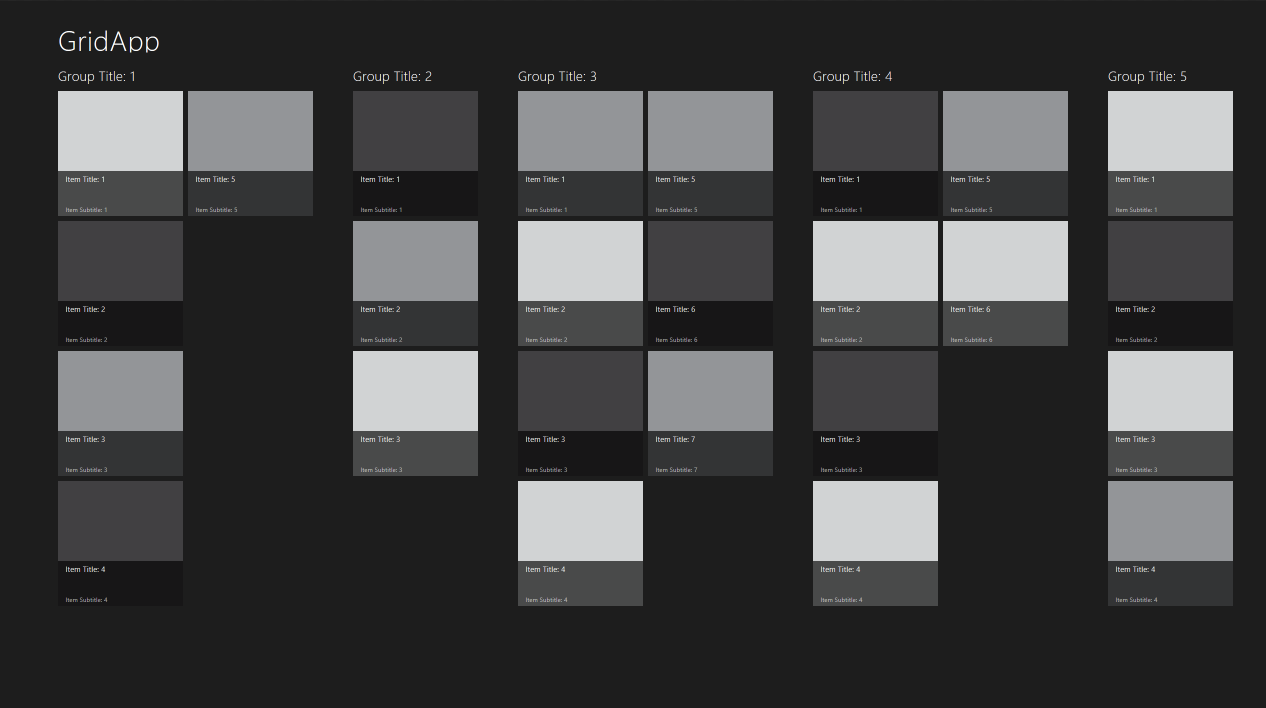 GridApp
Group Title: 1
Item Title: 1
Item Subtitle: 1
Item Title: 2
Item Subtitle: 2
Item Title: 3
Item Subtitle: 3
Item Title: 4
Item Subtitle: 4
Item Title: 5
Item Subtitle: 5
Group Title: 2
Item Title: 1
Item Subtitle: 1
Item Title: 2
Item Subtitle: 2
Item Title: 3
Item Subtitle: 3
Group Title: 3
Item Title: 1
Item Subtitle: 1
Item Title: 2
Item Subtitle: 2
Item Title: 3
Item Subtitle: 3
Item Title: 4
Item Subtitle: 4
Item Title: 5
Item Subtitle: 5
Item Title: 6
Item Subtitle: 6
Item Title: 7
Item Subtitle: 7
Group Title: 4
Item Title: 1
Item Subtitle: 1
Item Title: 2
Item Subtitle: 2
Item Title: 3
Item Subtitle: 3
Item Title: 4
Item Subtitle: 4
Item Title: 5
Item Subtitle: 5
Item Title: 6
Item Subtitle: 6
Group Title: 5
Item Title: 1
Item Subtitle: 1
Item Title: 2
Item Subtitle: 2
Item Title: 3
Item Subtitle: 3
Item Title: 4
Item Subtitle: 4